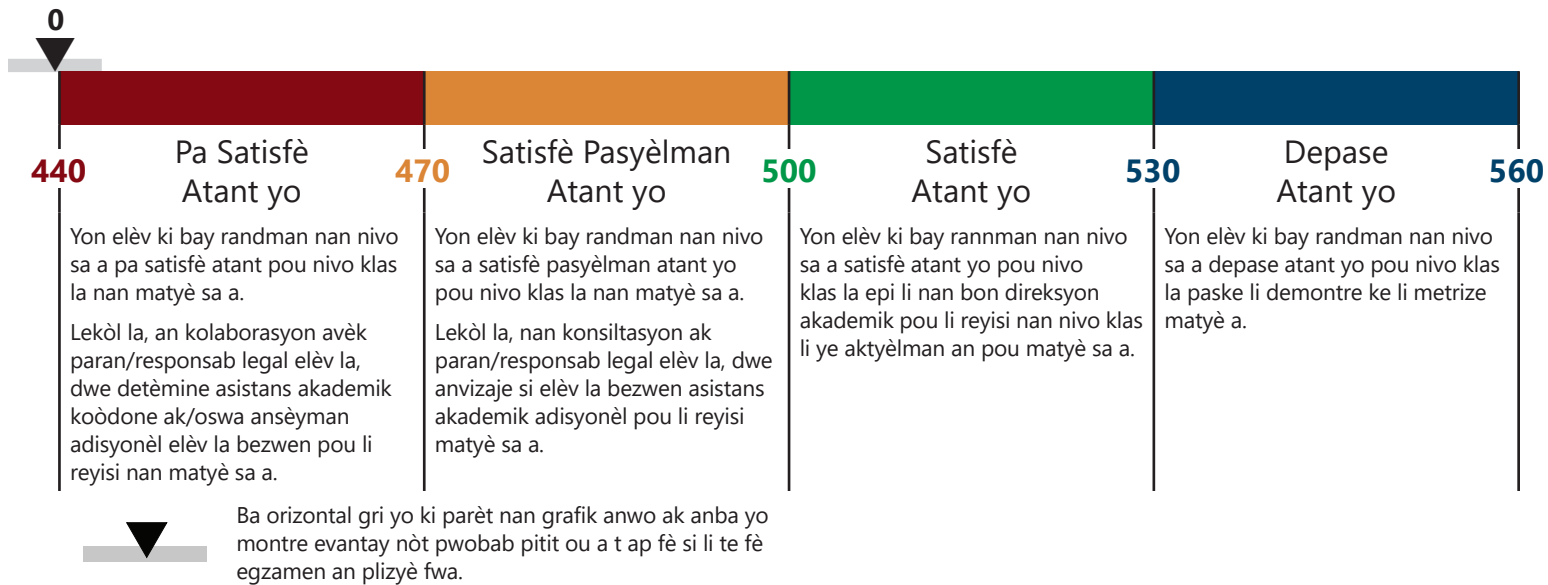 0
440
Pa Satisfè
Atant yo
470
Satisfè Pasyèlman
Atant yo
500
Satisfè
Atant yo
530
Depase
Atant yo
560
Yon elèv ki bay randman nan nivo
sa a pa satisfè atant pou nivo klas
la nan matyè sa a.
Lekòl la, an kolaborasyon avèk
paran/responsab legal elèv la,
dwe detèmine asistans akademik
koòdone ak/oswa ansèyman
adisyonèl elèv la bezwen pou li
reyisi nan matyè sa a.
Yon elèv ki bay randman nan nivo
sa a satisfè pasyèlman atant yo
pou nivo klas la nan matyè sa a.
Lekòl la, nan konsiltasyon ak
paran/responsab legal elèv la, dwe
anvizaje si elèv la bezwen asistans
akademik adisyonèl pou li reyisi
matyè sa a.
Yon elèv ki bay rannman nan nivo
sa a satisfè atant yo pou nivo
klas la epi li nan bon direksyon
akademik pou li reyisi nan nivo klas
li ye aktyèlman an pou matyè sa a.
Yon elèv ki bay randman nan nivo
sa a depase atant yo pou nivo klas
la paske li demontre ke li metrize
matyè a.
Ba orizontal gri yo ki parèt nan grafik anwo ak anba yo
montre evantay nòt pwobab pitit ou a t ap fè si li te fè
egzamen an plizyè fwa.